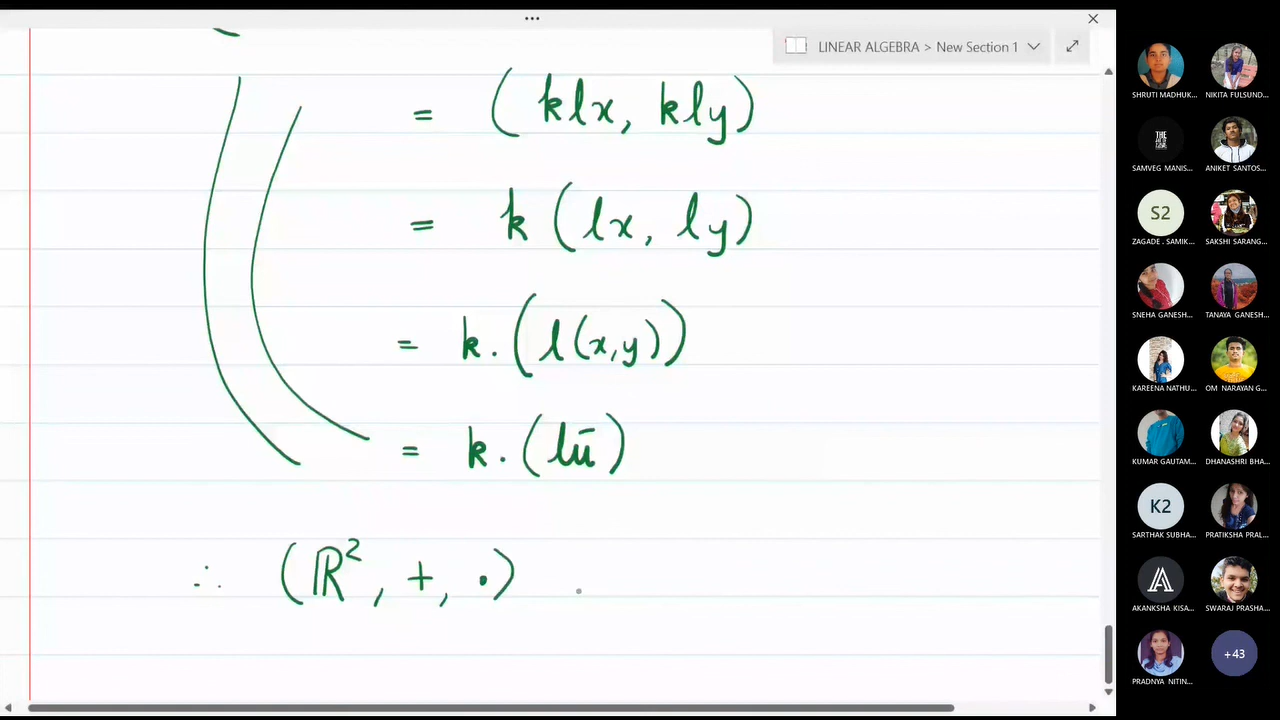 LINEAR ALGEBRA > New Section 1
= (klx, kly)
= k (lx, ly)
= k. (l(x,y))
= k. (lū)
∴ (ℝ², +, •)
SHRUTI MADHUK...
NIKITA FULSUND...
SAMVEG MANIS...
ANIKET SANTOS...
S2
ZAGADE . SAMIK...
SAKSHI SARANG...
SNEHA GANESH...
TANAYA GANESH...
KAREENA NATHU...
OM NARAYAN G...
KUMAR GAUTAM...
DHANASHRI BHA...
K2
SARTHAK SUBHA...
PRATIKSHA PRAL...
AKANKSHA KISA...
SWARAJ PRASHA...
PRADNYA NITIN...
+43